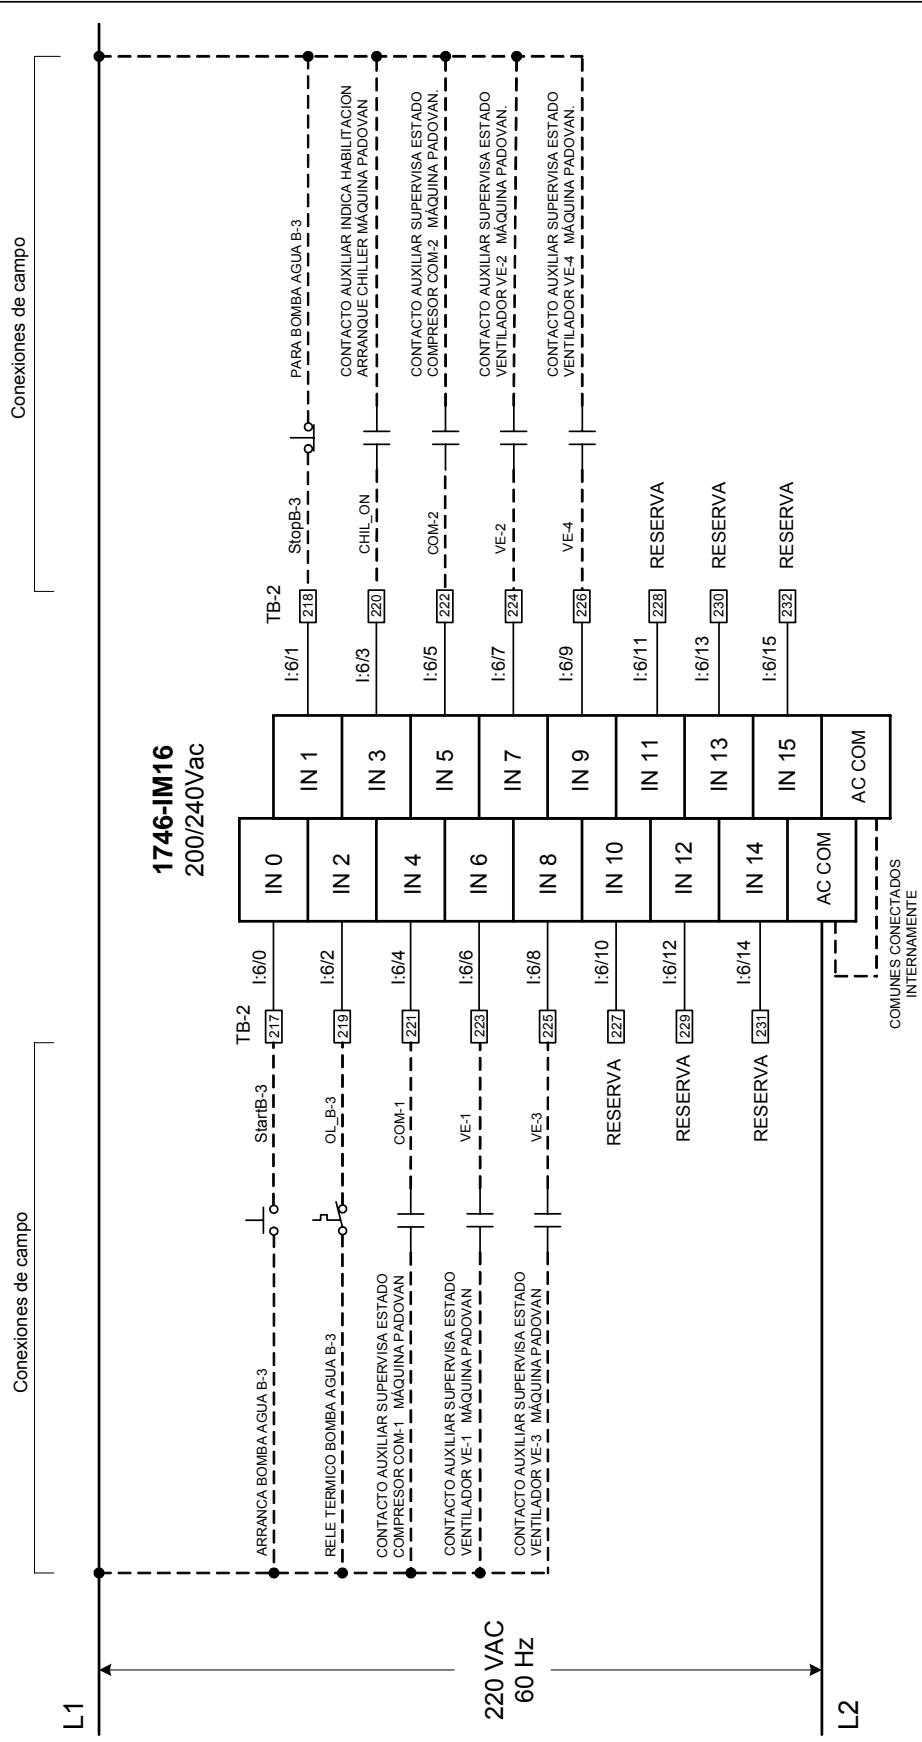 Conexiones de campo
Conexiones de campo
L1
220 VAC
60 Hz
L2
1746-IM16
200/240Vac
ARRANCA BOMBA AGUA B-3
StartB-3
TB-2
217
I:6/0
IN 0
RELE TERMICO BOMBA AGUA B-3
OL_B-3
219
I:6/2
IN 2
CONTACTO AUXILIAR SUPERVISA ESTADO
COMPRESOR COM-1 MÁQUINA PADOVAN
COM-1
221
I:6/4
IN 4
CONTACTO AUXILIAR SUPERVISA ESTADO
VENTILADOR VE-1 MÁQUINA PADOVAN
VE-1
223
I:6/6
IN 6
CONTACTO AUXILIAR SUPERVISA ESTADO
VENTILADOR VE-3 MÁQUINA PADOVAN
VE-3
225
I:6/8
IN 8
RESERVA
227
I:6/10
IN 10
RESERVA
229
I:6/12
IN 12
RESERVA
231
I:6/14
IN 14
AC COM
IN 1
I:6/1
TB-2
218
StopB-3
PARA BOMBA AGUA B-3
IN 3
I:6/3
220
CHIL_ON
CONTACTO AUXILIAR INDICA HABILITACION
ARRANQUE CHILLER MÁQUINA PADOVAN
IN 5
I:6/5
222
COM-2
CONTACTO AUXILIAR SUPERVISA ESTADO
COMPRESOR COM-2 MÁQUINA PADOVAN.
IN 7
I:6/7
224
VE-2
CONTACTO AUXILIAR SUPERVISA ESTADO
VENTILADOR VE-2 MÁQUINA PADOVAN.
IN 9
I:6/9
226
VE-4
CONTACTO AUXILIAR SUPERVISA ESTADO
VENTILADOR VE-4 MÁQUINA PADOVAN.
IN 11
I:6/11
228
RESERVA
IN 13
I:6/13
230
RESERVA
IN 15
I:6/15
232
RESERVA
AC COM
COMUNES CONECTADOS
INTERNAMENTE